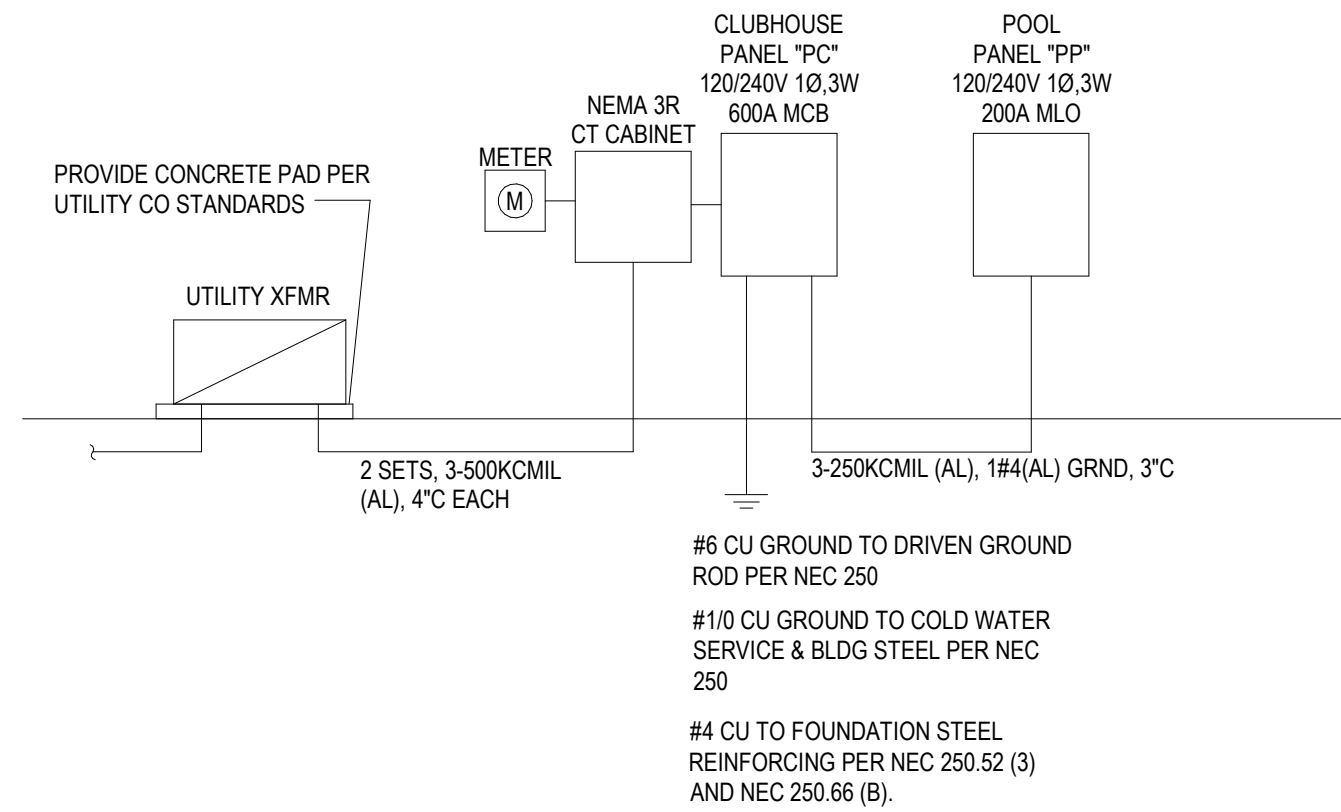 CLUBHOUSE
PANEL "PC"
120/240V 1Ø,3W
600A MCB
POOL
PANEL "PP"
120/240V 1Ø,3W
200A MLO
NEMA 3R
CT CABINET
METER
M
PROVIDE CONCRETE PAD PER
UTILITY CO STANDARDS
UTILITY XFMR
2 SETS, 3-500KCMIL
(AL), 4"C EACH
3-250KCMIL (AL), 1#4(AL) GRND, 3"C
#6 CU GROUND TO DRIVEN GROUND
ROD PER NEC 250
#1/0 CU GROUND TO COLD WATER
SERVICE & BLDG STEEL PER NEC
250
#4 CU TO FOUNDATION STEEL
REINFORCING PER NEC 250.52 (3)
AND NEC 250.66 (B).